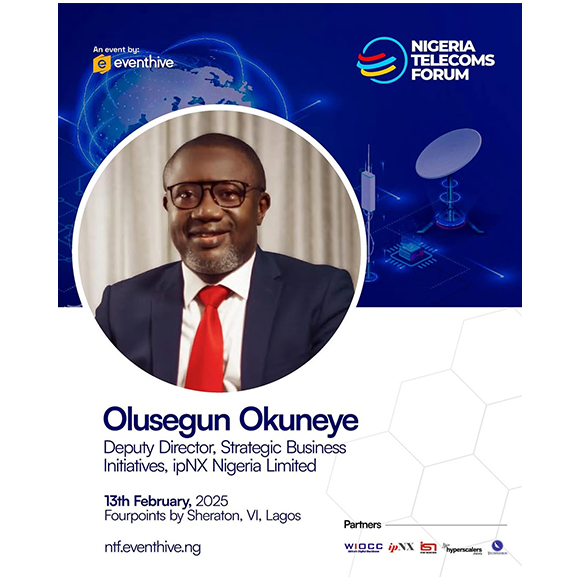 An event by:
eventhive
NIGERIA
TELECOMS
FORUM
Olusegun Okuneye
Deputy Director, Strategic Business
Initiatives, ipNX Nigeria Limited
13th February, 2025
Fourpoints by Sheraton, VI, Lagos
ntf.eventhive.ng
Partners
WIOCC
ipNX
hyperscalers